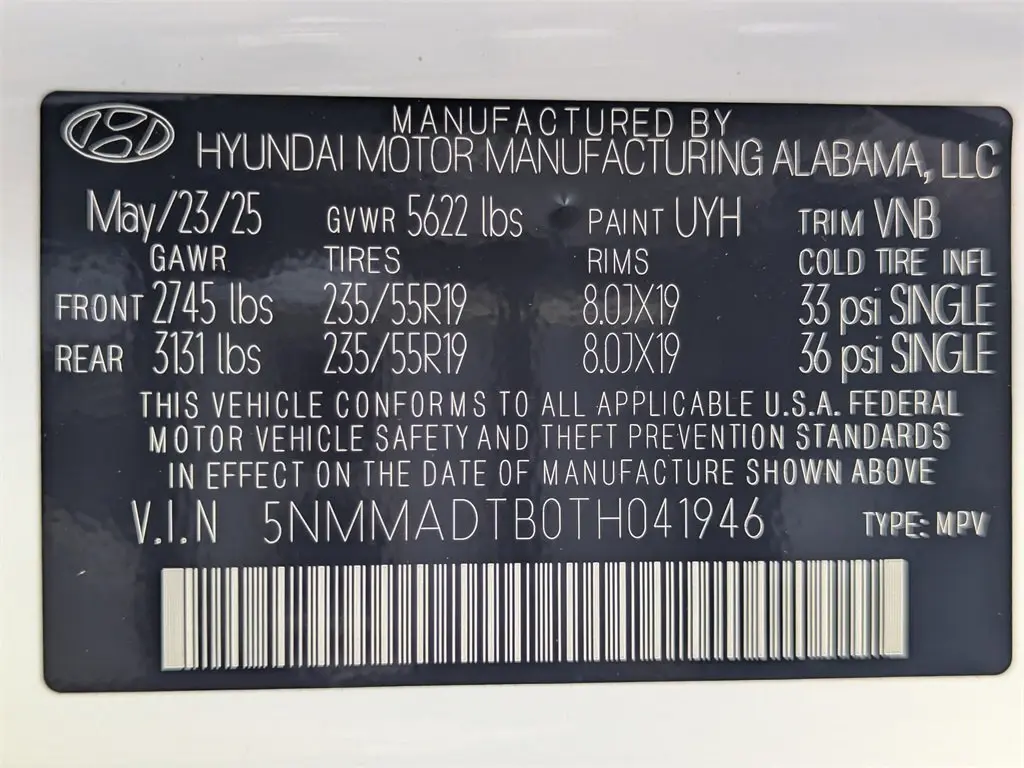 MANUFACTURED BY
HYUNDAI MOTOR MANUFACTURING ALABAMA, LLC
May/23/25 GVWR 5622 lbs PAINT UYH TRIM VNB
GAWR TIRES RIMS COLD TIRE INFL
FRONT 2745 lbs 235/55R19 8.0JX19 33 psi SINGLE
REAR 3131 lbs 235/55R19 8.0JX19 36 psi SINGLE
THIS VEHICLE CONFORMS TO ALL APPLICABLE U.S.A. FEDERAL
MOTOR VEHICLE SAFETY AND THEFT PREVENTION STANDARDS
IN EFFECT ON THE DATE OF MANUFACTURE SHOWN ABOVE
V.I.N 5NMMADTB0TH041946 TYPE: MPV